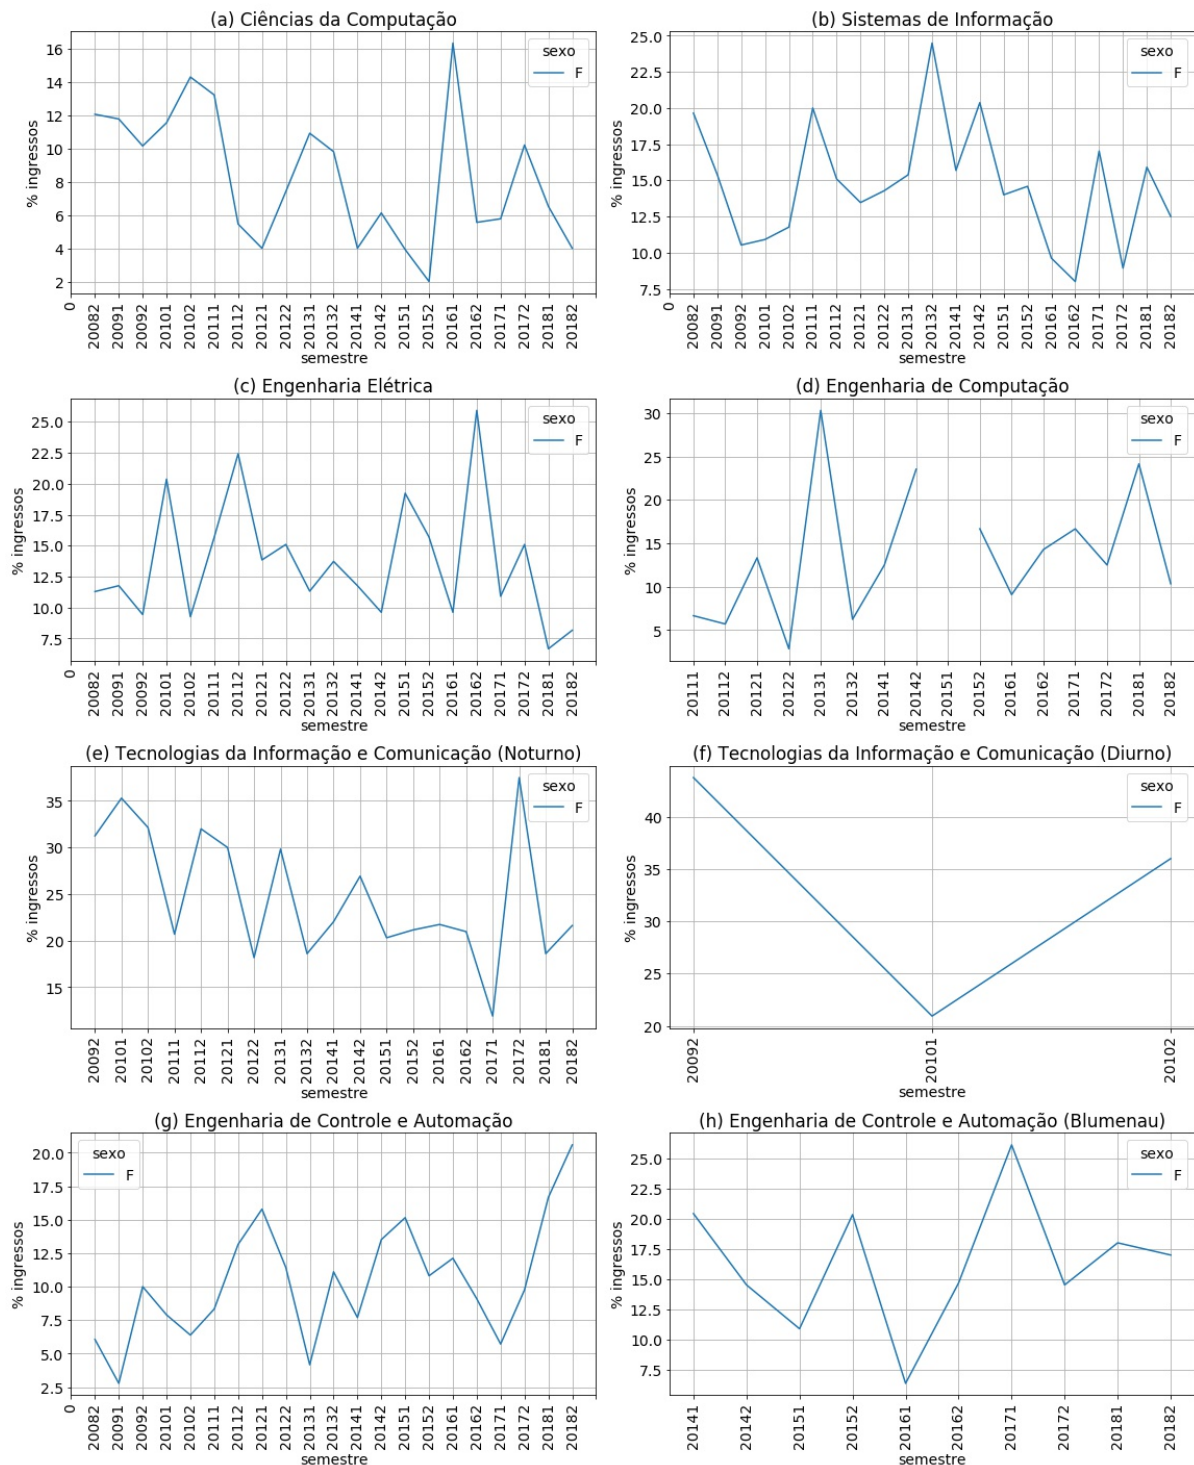 (a) Ciências da Computação
sexo
F
% ingressos
16
14
12
10
8
6
4
2
0 20082 20091 20092 20101 20102 20111 20112 20121 20122 20131 20132 20141 20142 20151 20152 20161 20162 20171 20172 20181 20182
semestre
(b) Sistemas de Informação
sexo
F
% ingressos
25.0
22.5
20.0
17.5
15.0
12.5
10.0
7.5
0 20082 20091 20092 20101 20102 20111 20112 20121 20122 20131 20132 20141 20142 20151 20152 20161 20162 20171 20172 20181 20182
semestre
(c) Engenharia Elétrica
sexo
F
% ingressos
25.0
22.5
20.0
17.5
15.0
12.5
10.0
7.5
0 20082 20091 20092 20101 20102 20111 20112 20121 20122 20131 20132 20141 20142 20151 20152 20161 20162 20171 20172 20181 20182
semestre
(d) Engenharia de Computação
sexo
F
% ingressos
30
25
20
15
10
5
20111 20112 20121 20122 20131 20132 20141 20142 20152 20161 20162 20171 20172 20181 20182
semestre
(e) Tecnologias da Informação e Comunicação (Noturno)
sexo
F
% ingressos
35
30
25
20
15
20092 20101 20102 20111 20112 20121 20122 20131 20132 20141 20142 20151 20152 20161 20162 20171 20172 20181 20182
semestre
(f) Tecnologias da Informação e Comunicação (Diurno)
sexo
F
% ingressos
40
35
30
25
20
20092 20101 20102
semestre
(g) Engenharia de Controle e Automação
sexo
F
% ingressos
20.0
17.5
15.0
12.5
10.0
7.5
5.0
2.5
0 20082 20091 20092 20101 20102 20111 20112 20121 20122 20131 20132 20141 20142 20151 20152 20161 20162 20171 20172 20181 20182
semestre
(h) Engenharia de Controle e Automação (Blumenau)
sexo
F
% ingressos
25.0
22.5
20.0
17.5
15.0
12.5
10.0
7.5
20141 20142 20151 20152 20161 20162 20171 20172 20181 20182
semestre